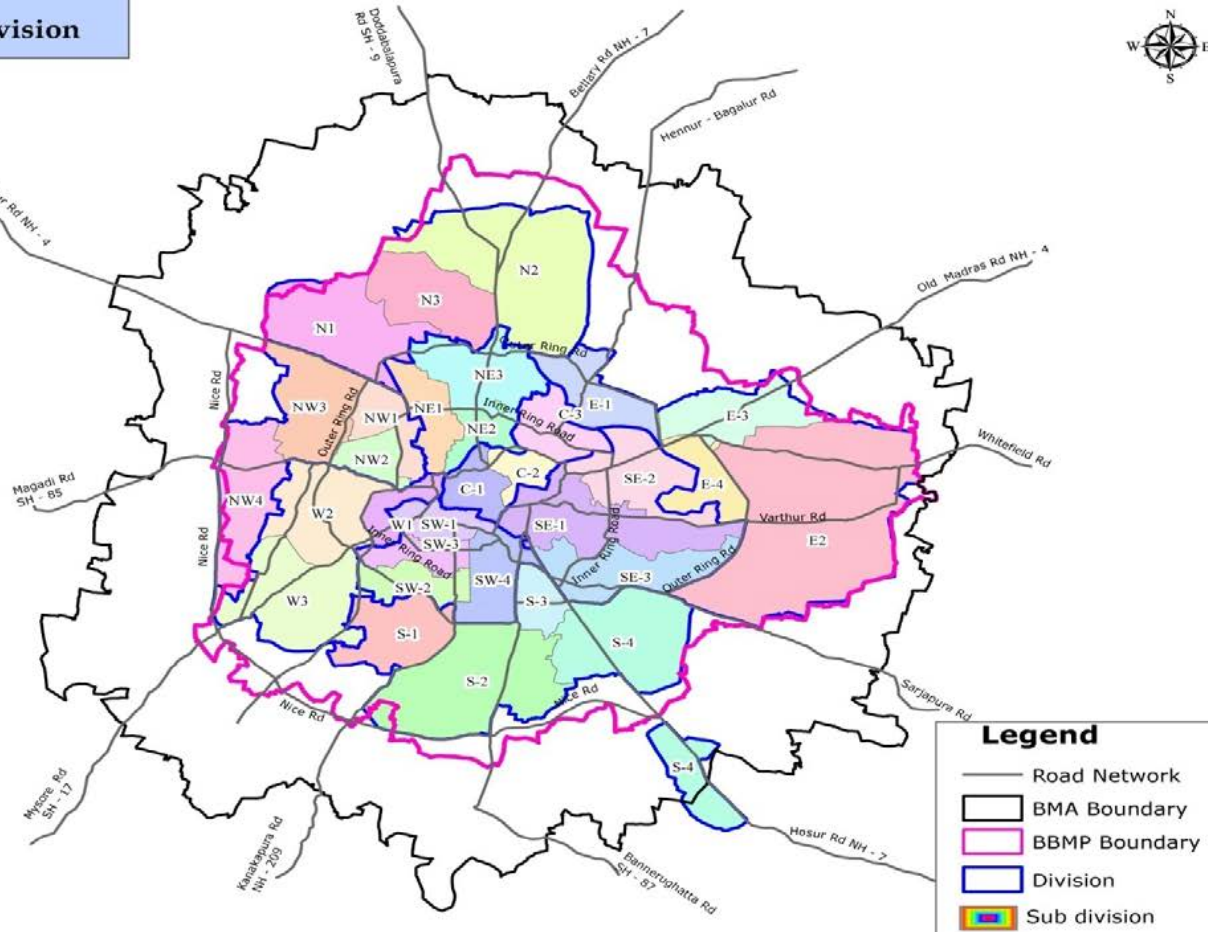 vision
N
W E
S
Doddabalapura
Rd SH - 9
Bellary Rd NH - 7
Hennur - Bagalur Rd
ur Rd NH - 4
Old Madras Rd NH - 4
N2
N3
N1
Outer Ring Rd
Nice Rd
NE3
NW3
Outer Ring Rd
NW1
NE1
Inner Ring Road
C-3
E-1
E-3
NE2
Whitefield Rd
NW2
Magadi Rd
SH - 85
NW4
C-1
C-2
SE-2
E-4
W2
W1
SW-1
SE-1
Varthur Rd
E2
Nice Rd
Inner Ring Road
SW-3
Inner Ring Road
SW-4
SE-3
Outer Ring Rd
SW-2
W3
S-3
S-1
S-4
S-2
Nice Rd
Nice Rd
Sarjapura Rd
S-4
Mysore Rd
SH - 17
Kanakapura Rd
NH - 209
Bannerughatta Rd
SH - 87
Hosur Rd NH - 7
Legend
Road Network
BMA Boundary
BBMP Boundary
Division
Sub division